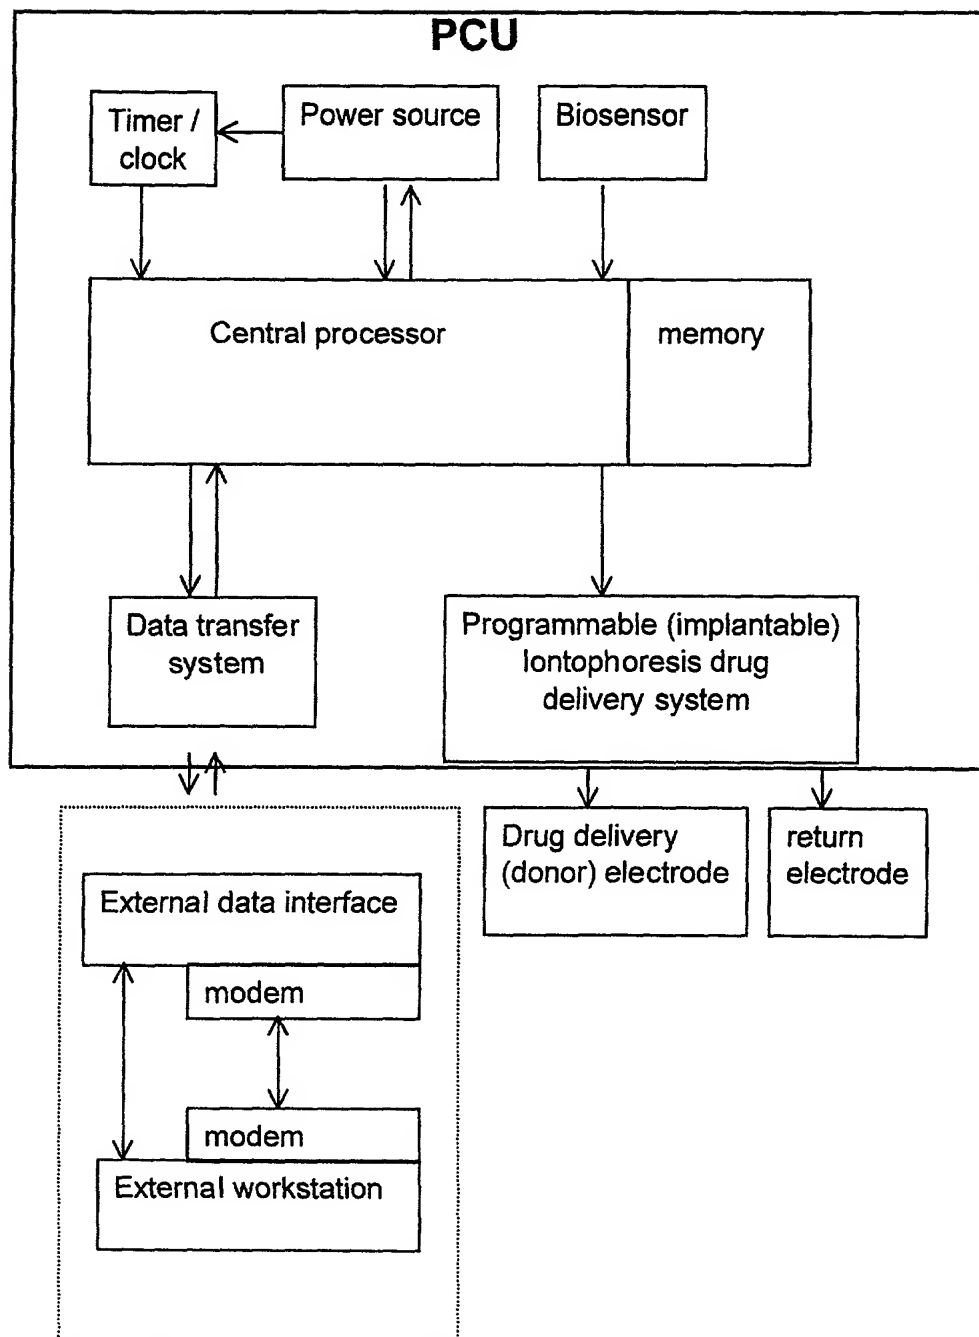 PCU
Timer /
clock
Power source
Biosensor
Central processor
memory
Data transfer
system
Programmable (implantable)
Iontophoresis drug
delivery system
Drug delivery
(donor) electrode
return
electrode
External data interface
modem
modem
External workstation